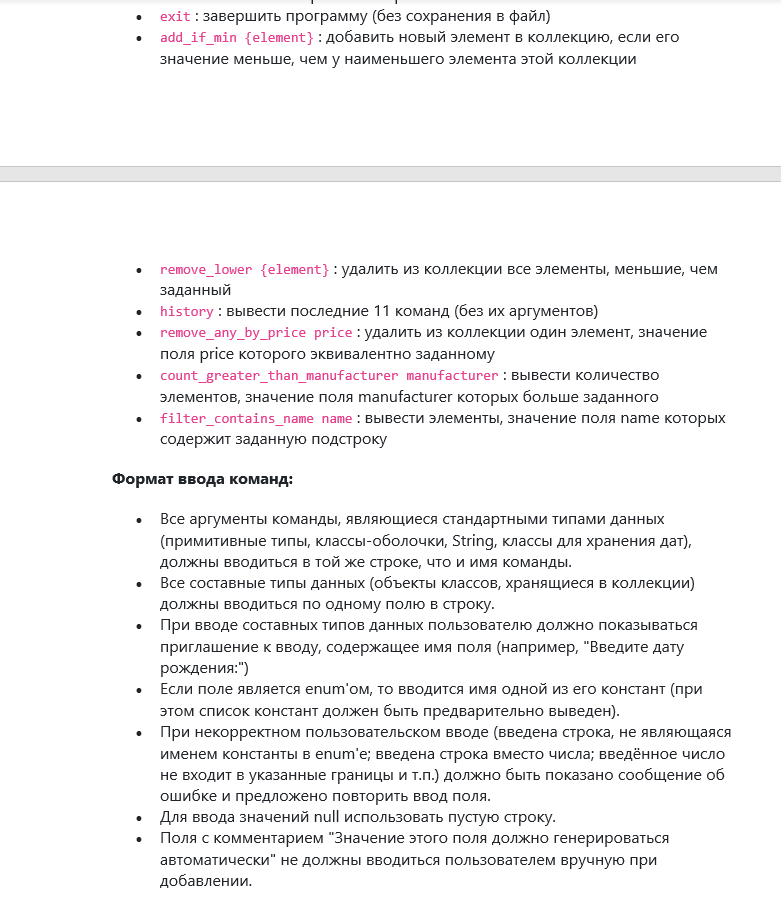 • exit : завершить программу (без сохранения в файл)
• add_if_min {element} : добавить новый элемент в коллекцию, если его
значение меньше, чем у наименьшего элемента этой коллекции
• remove_lower {element} : удалить из коллекции все элементы, меньшие, чем
заданный
• history : вывести последние 11 команд (без их аргументов)
• remove_any_by_price price : удалить из коллекции один элемент, значение
поля price которого эквивалентно заданному
• count_greater_than_manufacturer manufacturer : вывести количество
элементов, значение поля manufacturer которых больше заданного
• filter_contains_name name : вывести элементы, значение поля name которых
содержит заданную подстроку
Формат ввода команд:
• Все аргументы команды, являющиеся стандартными типами данных
(примитивные типы, классы-оболочки, String, классы для хранения дат),
должны вводиться в той же строке, что и имя команды.
• Все составные типы данных (объекты классов, хранящиеся в коллекции)
должны вводиться по одному полю в строку.
• При вводе составных типов данных пользователю должно показываться
приглашение к вводу, содержащее имя поля (например, "Введите дату
рождения:")
• Если поле является enum'ом, то вводится имя одной из его констант (при
этом список констант должен быть предварительно выведен).
• При некорректном пользовательском вводе (введена строка, не являющаяся
именем константы в enum'е; введена строка вместо числа; введённое число
не входит в указанные границы и т.п.) должно быть показано сообщение об
ошибке и предложено повторить ввод поля.
• Для ввода значений null использовать пустую строку.
• Поля с комментарием "Значение этого поля должно генерироваться
автоматически" не должны вводиться пользователем вручную при
добавлении.